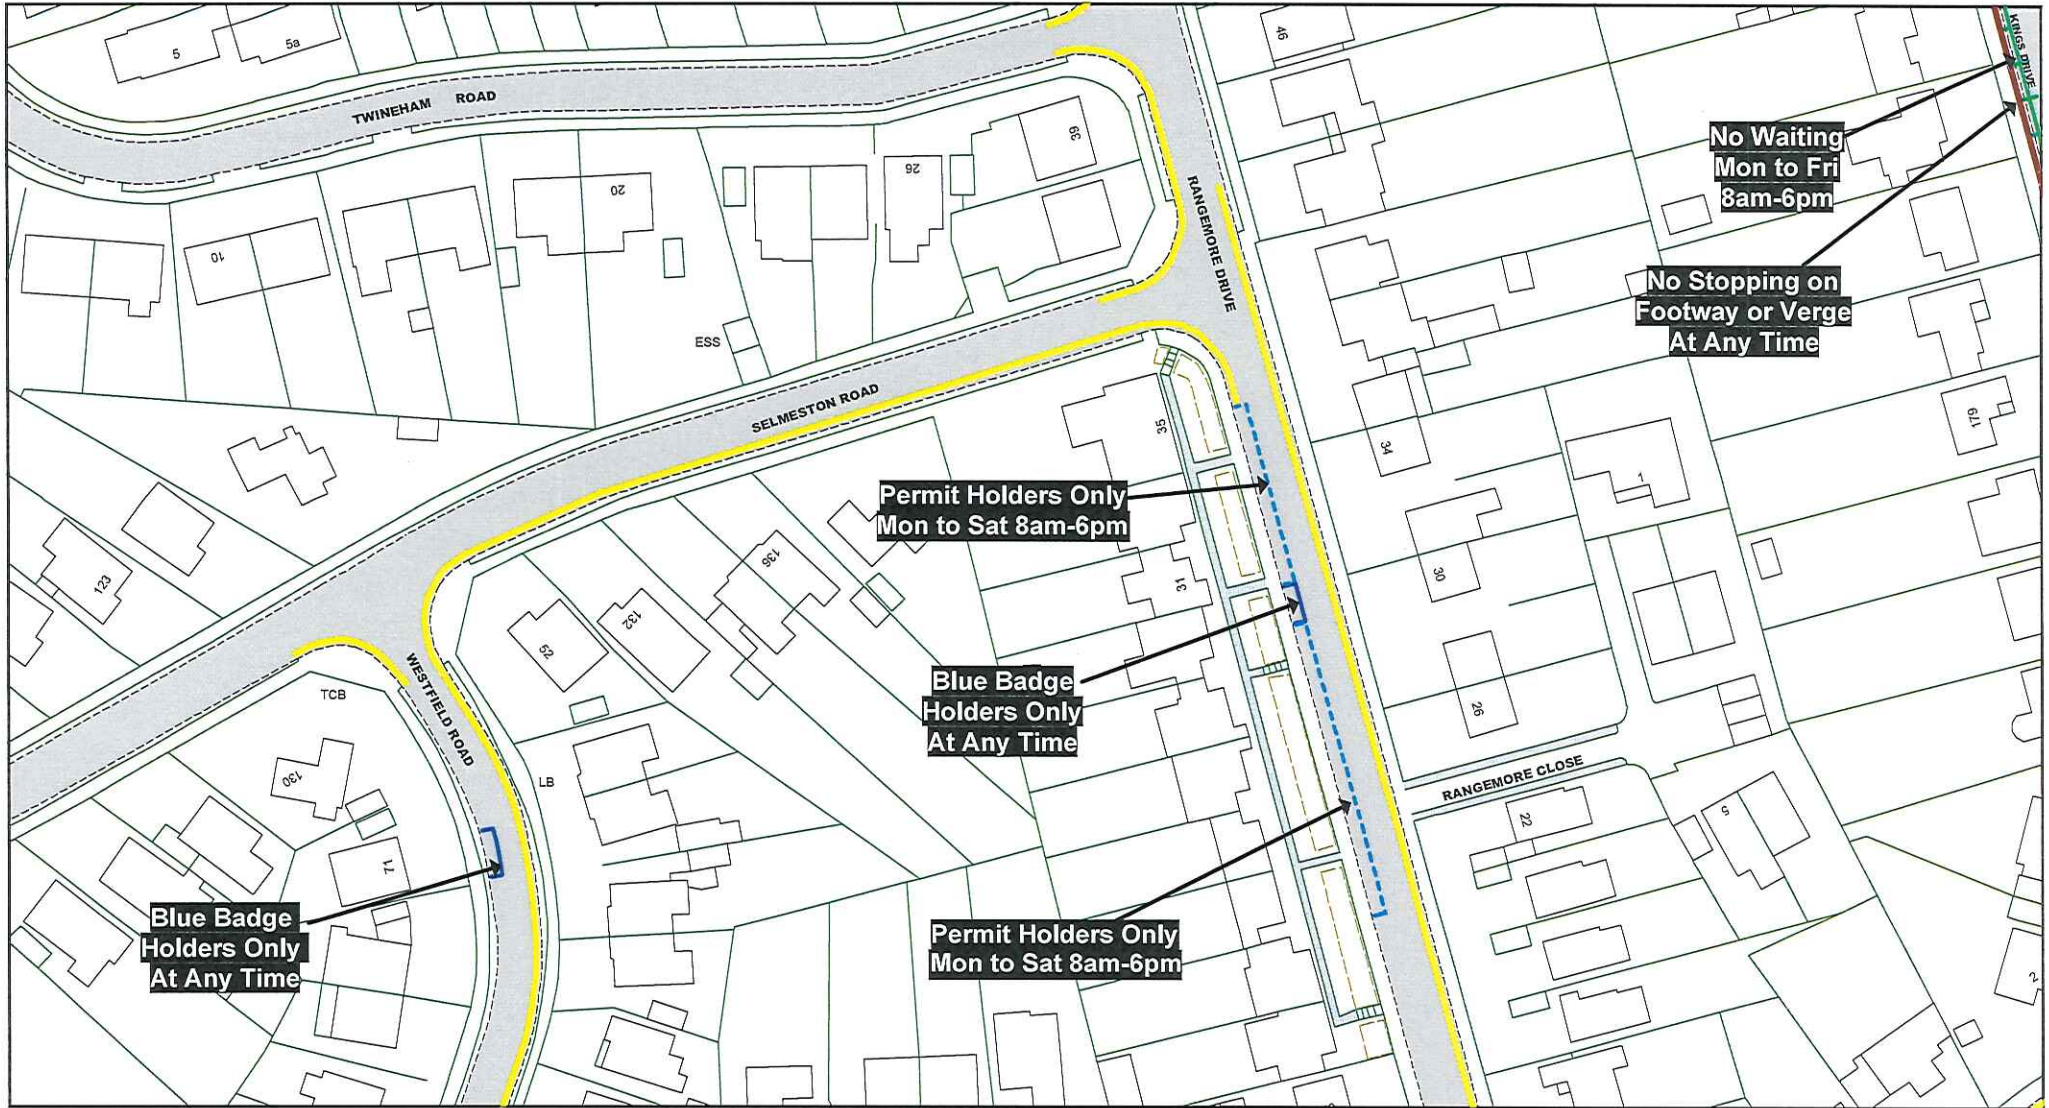 5
5a
46
KINGS DRIVE
TWINEHAM ROAD
39
No Waiting
Mon to Fri
8am-6pm
26
20
RANGEMORE DRIVE
10
No Stopping on
Footway or Verge
At Any Time
ESS
SELMESTON ROAD
179
35
34
1
Permit Holders Only
Mon to Sat 8am-6pm
136
30
31
123
132
52
Blue Badge
Holders Only
At Any Time
TCB
WESTFIELD ROAD
26
130
LB
RANGEMORE CLOSE
22
5
71
Blue Badge
Holders Only
At Any Time
Permit Holders Only
Mon to Sat 8am-6pm
2